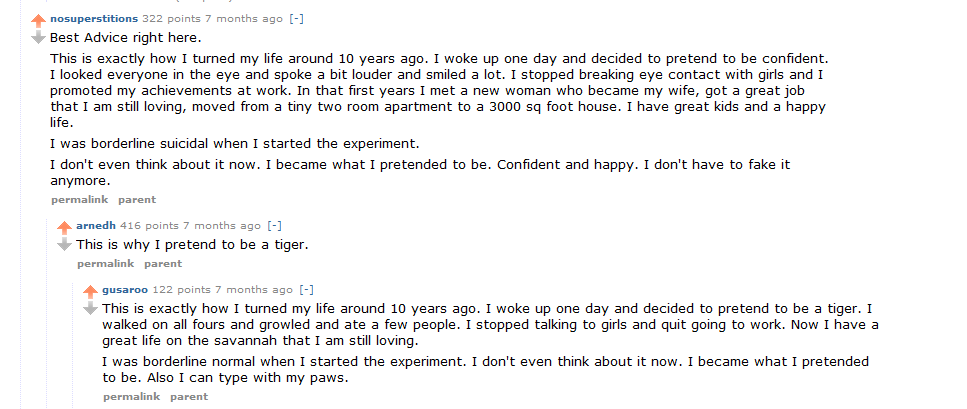 nosuperstitions 322 points 7 months ago [-]
Best Advice right here.
This is exactly how I turned my life around 10 years ago. I woke up one day and decided to pretend to be confident.
I looked everyone in the eye and spoke a bit louder and smiled a lot. I stopped breaking eye contact with girls and I
promoted my achievements at work. In that first years I met a new woman who became my wife, got a great job
that I am still loving, moved from a tiny two room apartment to a 3000 sq foot house. I have great kids and a happy
life.
I was borderline suicidal when I started the experiment.
I don't even think about it now. I became what I pretended to be. Confident and happy. I don't have to fake it
anymore.
permalink parent
arnedh 416 points 7 months ago [-]
This is why I pretend to be a tiger.
permalink parent
gusaroo 122 points 7 months ago [-]
This is exactly how I turned my life around 10 years ago. I woke up one day and decided to pretend to be a tiger. I
walked on all fours and growled and ate a few people. I stopped talking to girls and quit going to work. Now I have a
great life on the savannah that I am still loving.
I was borderline normal when I started the experiment. I don't even think about it now. I became what I pretended
to be. Also I can type with my paws.
permalink parent